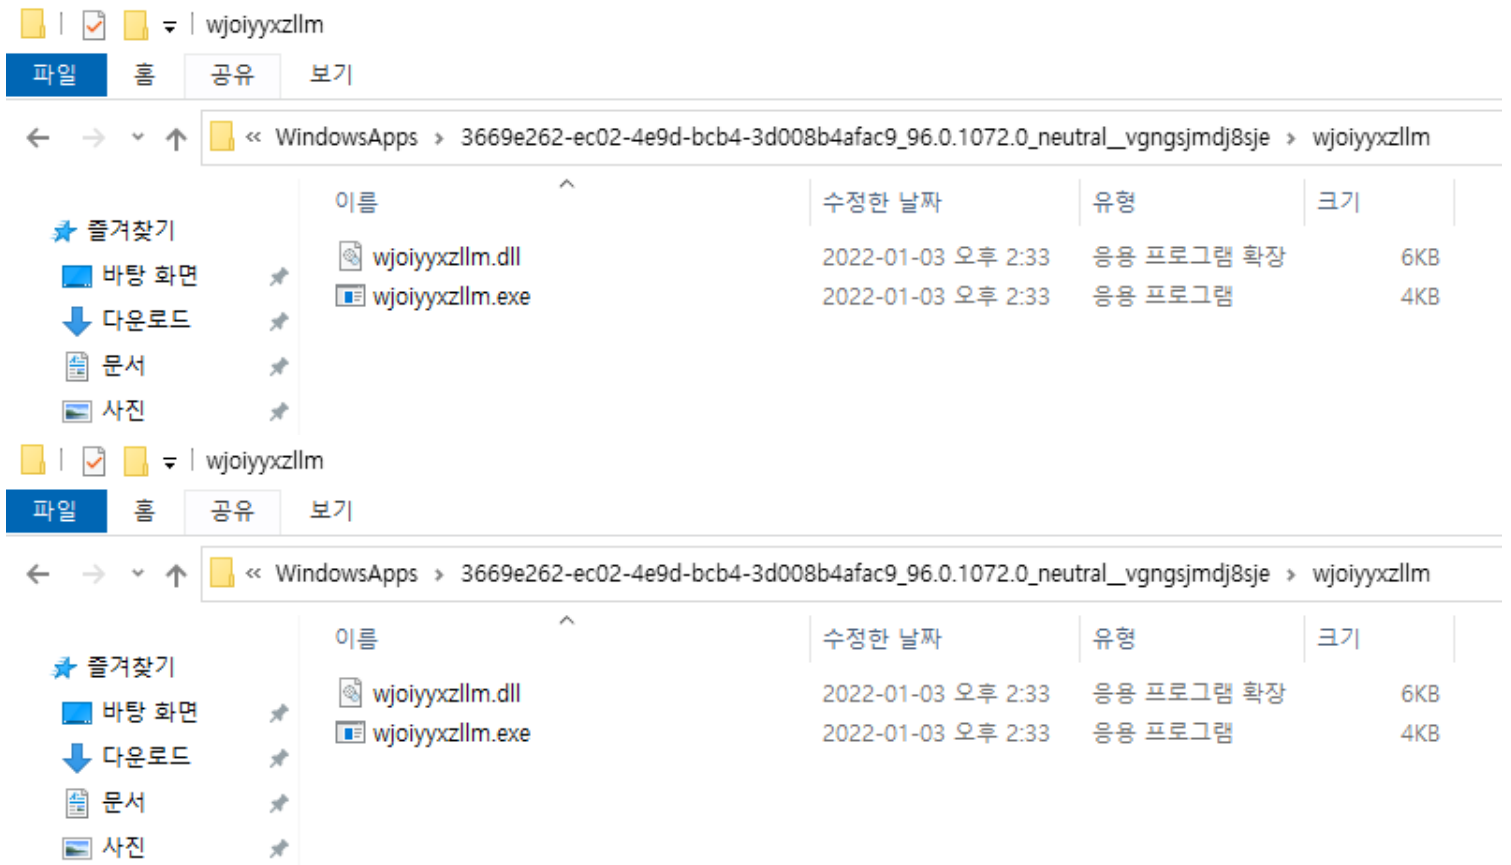 wjoiyyxzllm
파일 홈 공유 보기
« WindowsApps › 3669e262-ec02-4e9d-bcb4-3d008b4afac9_96.0.1072.0_neutral__vgngsjmdj8sje › wjoiyyxzllm
이름 수정한 날짜 유형 크기
즐겨찾기
바탕 화면
다운로드
문서
사진
wjoiyyxzllm.dll 2022-01-03 오후 2:33 응용 프로그램 확장 6KB
wjoiyyxzllm.exe 2022-01-03 오후 2:33 응용 프로그램 4KB
wjoiyyxzllm
파일 홈 공유 보기
« WindowsApps › 3669e262-ec02-4e9d-bcb4-3d008b4afac9_96.0.1072.0_neutral__vgngsjmdj8sje › wjoiyyxzllm
이름 수정한 날짜 유형 크기
즐겨찾기
바탕 화면
다운로드
문서
사진
wjoiyyxzllm.dll 2022-01-03 오후 2:33 응용 프로그램 확장 6KB
wjoiyyxzllm.exe 2022-01-03 오후 2:33 응용 프로그램 4KB